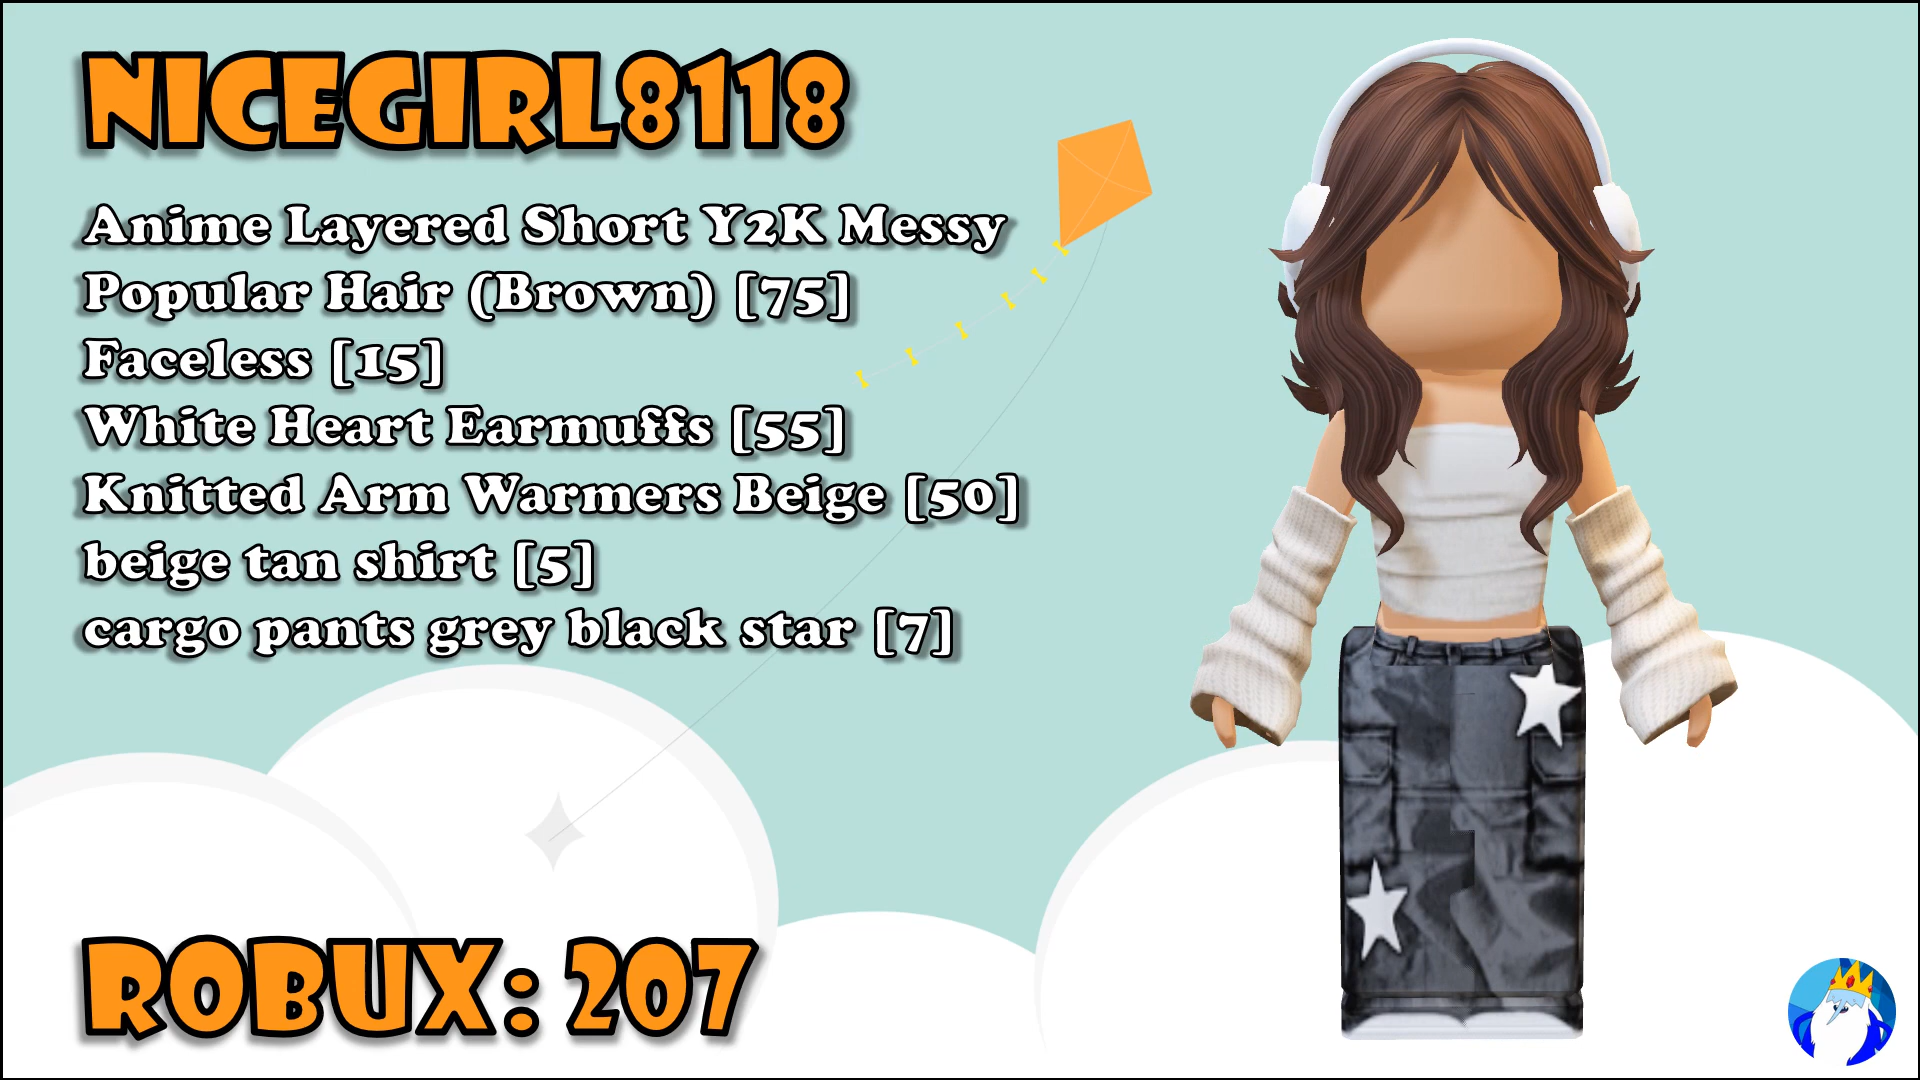 NICEGIRL8118
Anime Layered Short Y2K Messy
Popular Hair (Brown) [75]
Faceless [15]
White Heart Earmuffs [55]
Knitted Arm Warmers Beige [50]
beige tan shirt [5]
cargo pants grey black star [7]
ROBUX: 207